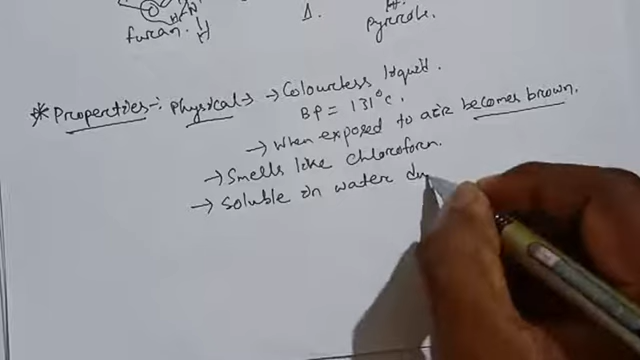 furan.
H
Δ.
H
pyrrole.
* Properties:- Physical → Colourless liquid.
BP = 131°c.
→ When exposed to air becomes brown.
→ Smells like chloroform.
→ Soluble in water du